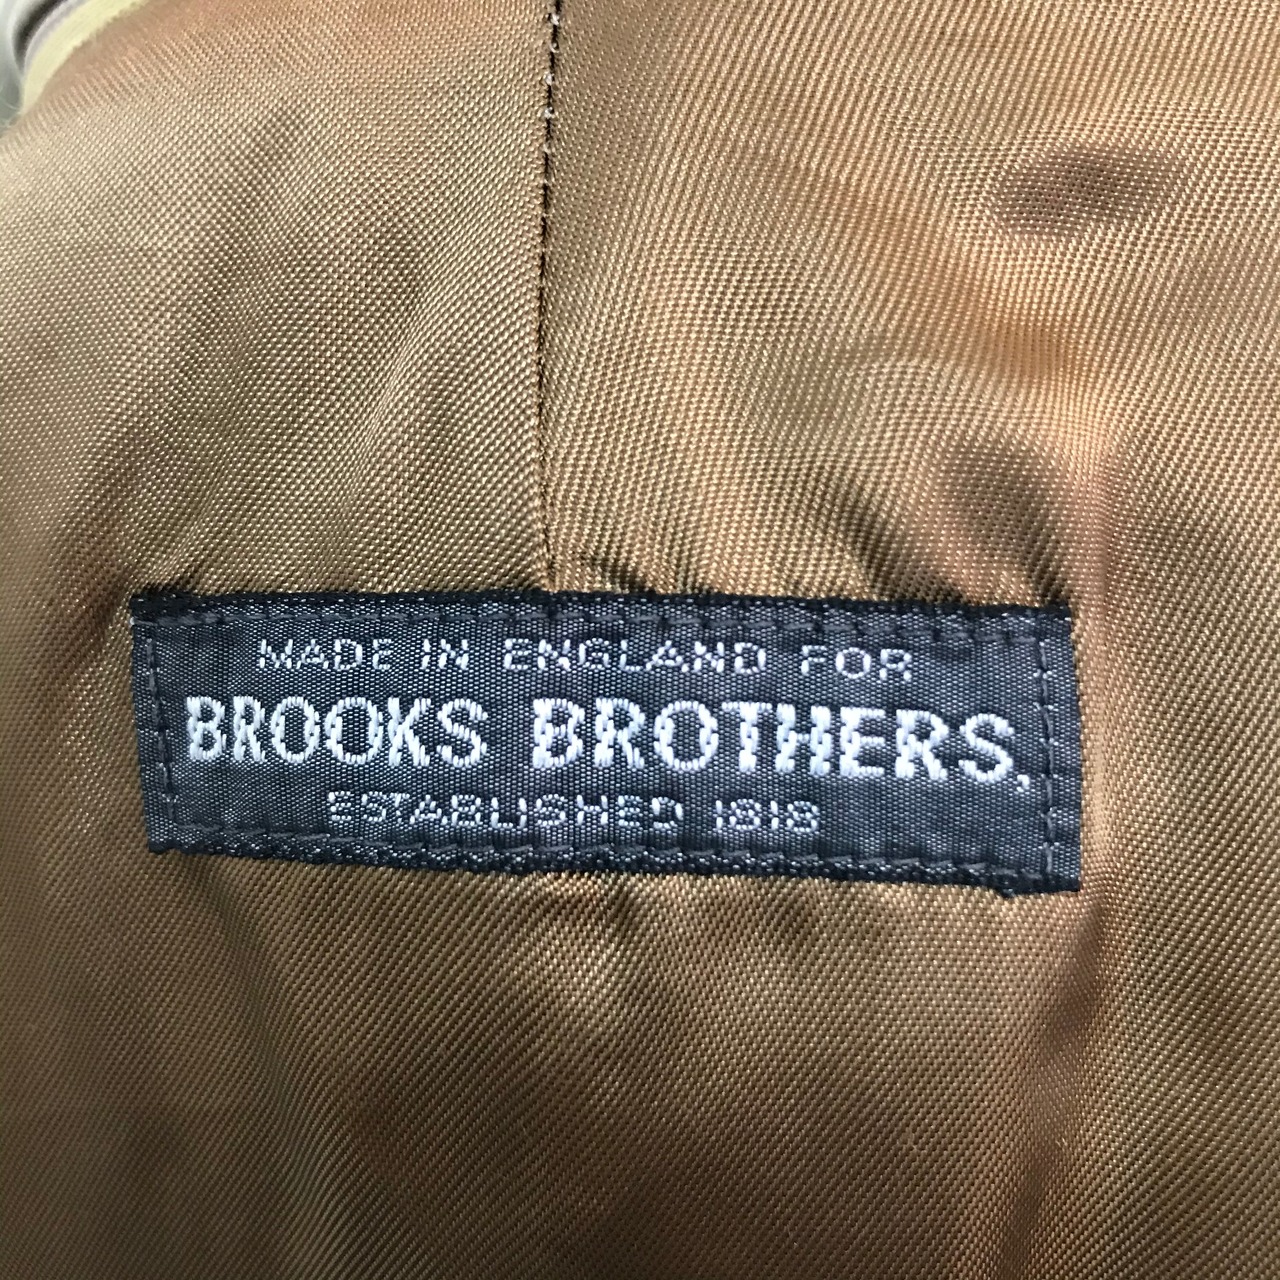 MADE IN ENGLAND FOR
BROOKS BROTHERS,
ESTABLISHED 1818